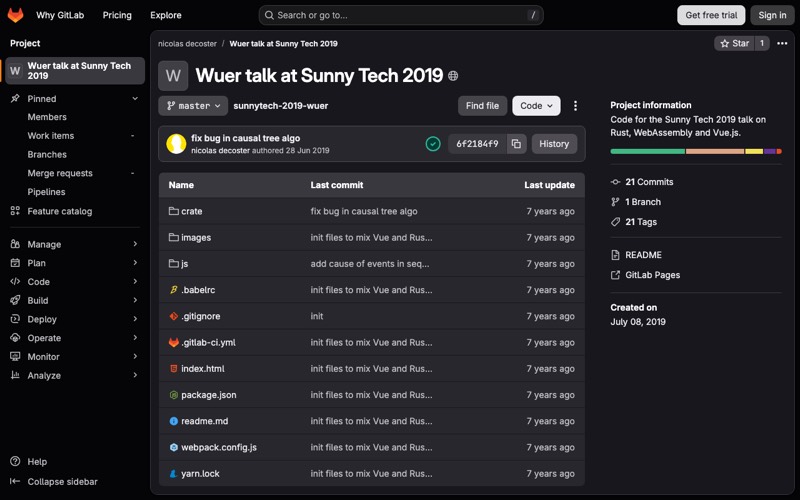 Why GitLab
Pricing
Explore
Search or go to...
/
Get free trial
Sign in
Project
W
Wuer talk at Sunny Tech 2019
Pinned
Members
Work items
-
Branches
Merge requests
-
Pipelines
Feature catalog
Manage
Plan
Code
Build
Deploy
Operate
Monitor
Analyze
Help
Collapse sidebar
nicolas decoster / Wuer talk at Sunny Tech 2019
Star 1
W
Wuer talk at Sunny Tech 2019
master
sunnytech-2019-wuer
Find file
Code
fix bug in causal tree algo
nicolas decoster authored 28 Jun 2019
6f2184f9
History
Name Last commit Last update
crate fix bug in causal tree algo 7 years ago
images init files to mix Vue and Rus... 7 years ago
js add cause of events in seq... 7 years ago
.babelrc init files to mix Vue and Rus... 7 years ago
.gitignore init 7 years ago
.gitlab-ci.yml init files to mix Vue and Rus... 7 years ago
index.html init files to mix Vue and Rus... 7 years ago
package.json init files to mix Vue and Rus... 7 years ago
readme.md init files to mix Vue and Rus... 7 years ago
webpack.config.js init files to mix Vue and Rus... 7 years ago
yarn.lock init files to mix Vue and Rus... 7 years ago
Project information
Code for the Sunny Tech 2019 talk on
Rust, WebAssembly and Vue.js.
21 Commits
1 Branch
21 Tags
README
GitLab Pages
Created on
July 08, 2019